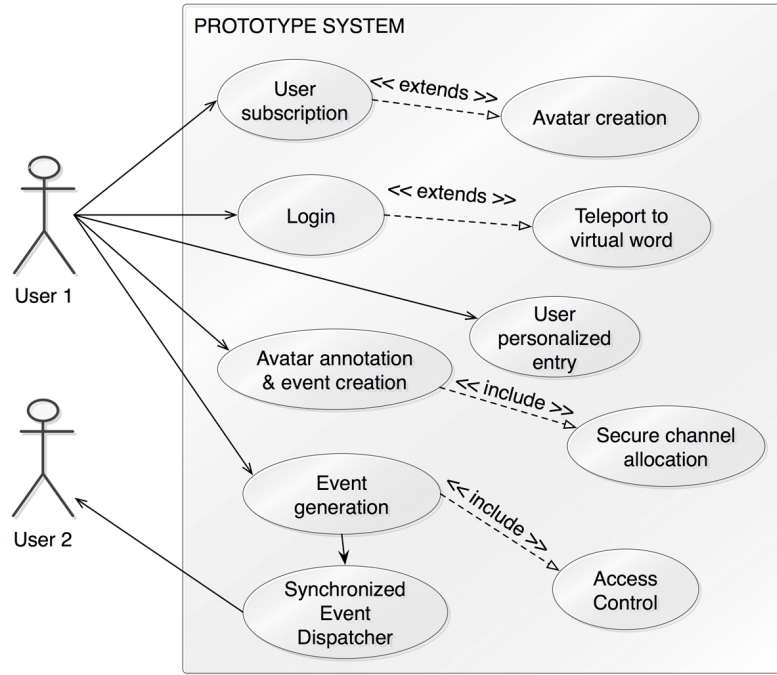 PROTOTYPE SYSTEM
User
subscription
<< extends >>
Avatar creation
Login
<< extends >>
Teleport to
virtual word
User 1
User
personalized
entry
Avatar annotation
& event creation
<< include >>
Secure channel
allocation
Event
generation
<< include >>
User 2
Synchronized
Event
Dispatcher
Access
Control